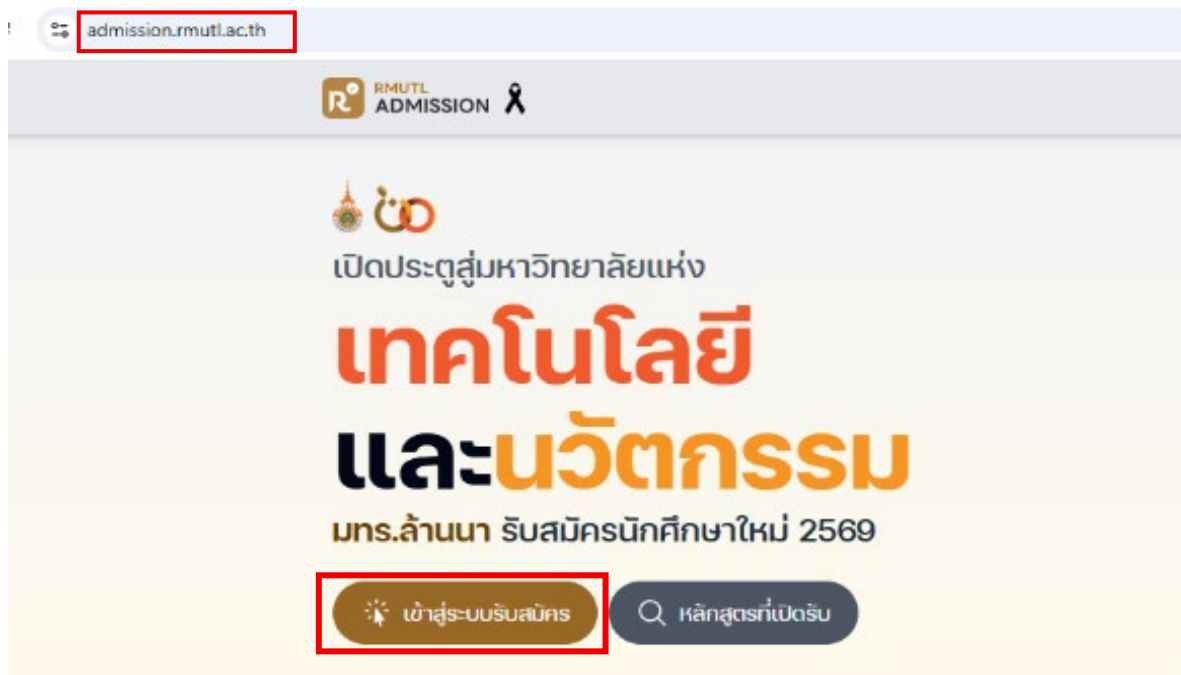 admission.rmutl.ac.th
RMUTL
ADMISSION
เปิดประตูสู่มหาวิทยาลัยแห่ง
เทคโนโลยี
และนวัตกรรม
มทร.ล้านนา รับสมัครนักศึกษาใหม่ 2569
เข้าสู่ระบบรับสมัคร
หลักสูตรที่เปิดรับ